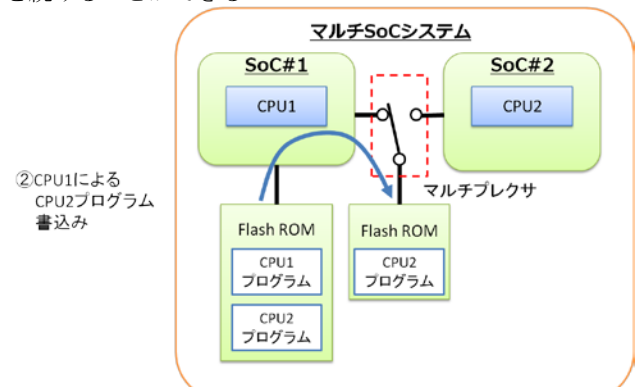 マルチSoCシステム
SoC#1
SoC#2
CPU1
CPU2
②CPU1による
CPU2プログラム
書込み
マルチプレクサ
Flash ROM
Flash ROM
CPU1
プログラム
CPU2
プログラム
CPU2
プログラム